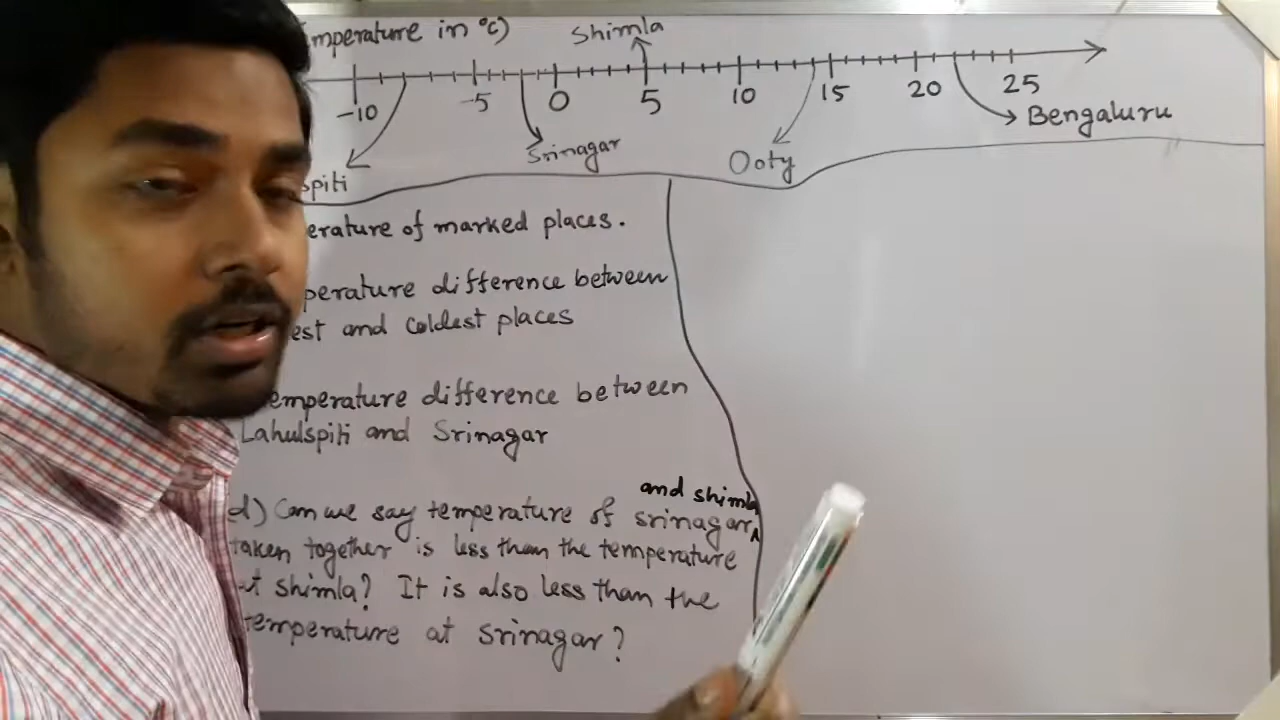 mperature in °C)
Shimla
-10 -5 0 5 10 15 20 25
Bengaluru
Srinagar
Ooty
spiti
erature of marked places.
perature difference between
est and coldest places
emperature difference between
Lahulspiti and Srinagar
and shimla
d) Can we say temperature of srinagar
taken together is less than the temperature
at shimla? It is also less than the
temperature at srinagar?